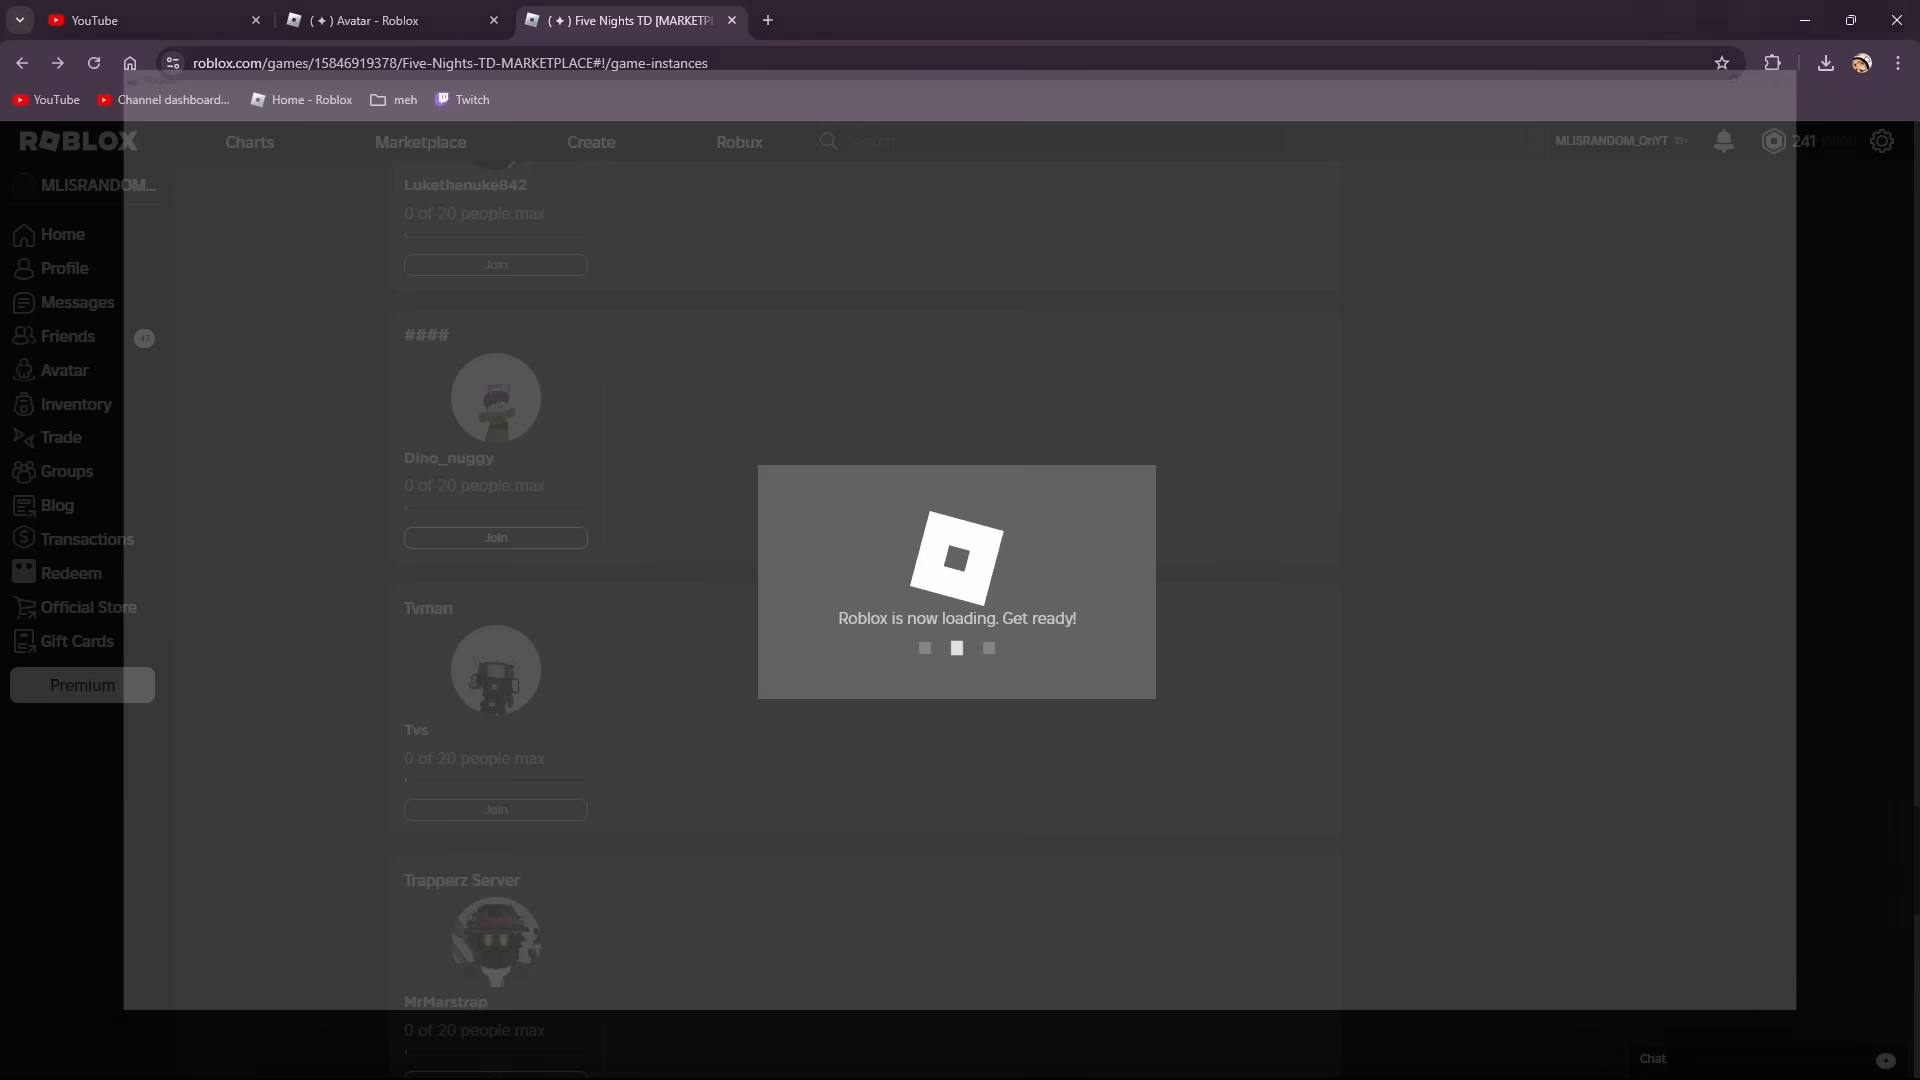 YouTube
( ✦ ) Avatar - Roblox
( ✦ ) Five Nights TD [MARKETPL
roblox.com/games/15846919378/Five-Nights-TD-MARKETPLACE#!/game-instances
YouTube
Channel dashboard...
Home - Roblox
meh
Twitch
ROBLOX
Charts
Marketplace
Create
Robux
Search
MLISRANDOM_OnYT 13+
241
MLISRANDOM...
Home
Profile
Messages
Friends
47
Avatar
Inventory
Trade
Groups
Blog
Transactions
Redeem
Official Store
Gift Cards
Premium
Lukethenuke842
0 of 20 people max
Join
####
Dino_nuggy
0 of 20 people max
Join
Tvman
Tvs
0 of 20 people max
Join
Trapperz Server
MrMarstrap
0 of 20 people max
Roblox is now loading. Get ready!
Chat